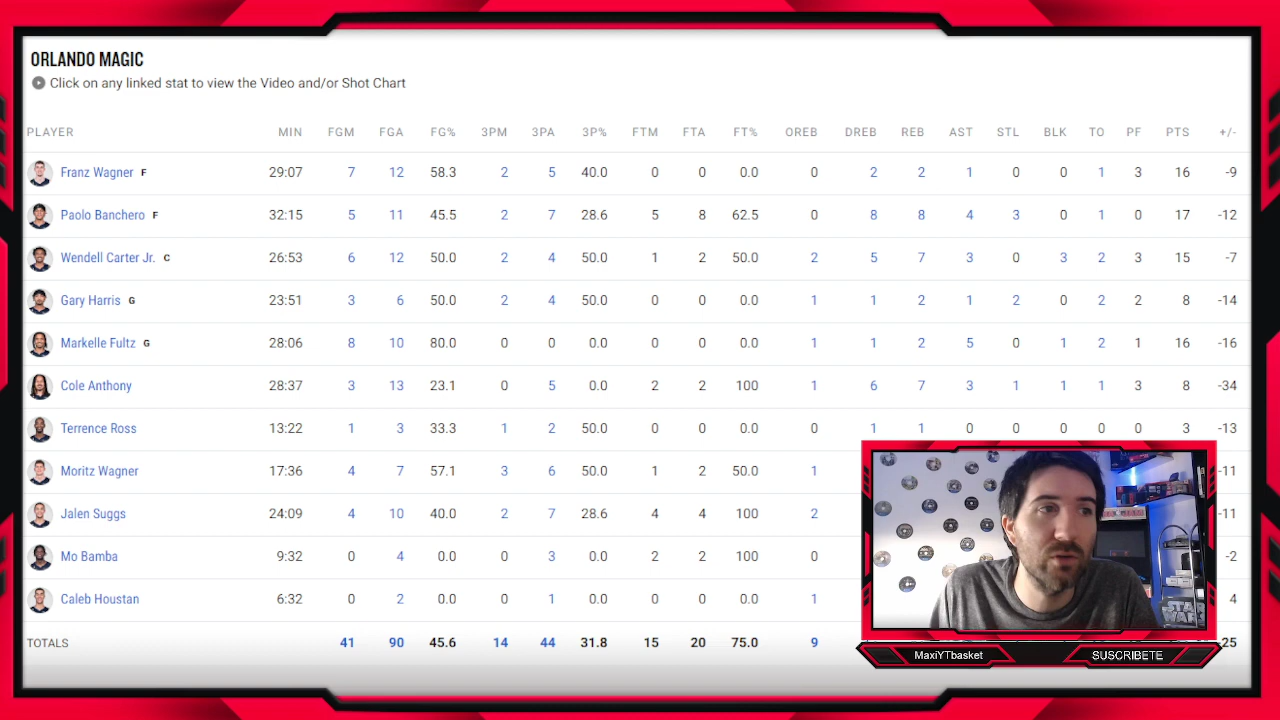 ORLANDO MAGIC
Click on any linked stat to view the Video and/or Shot Chart
PLAYER MIN FGM FGA FG% 3PM 3PA 3P% FTM FTA FT% OREB DREB REB AST STL BLK TO PF PTS +/-
Franz Wagner F 29:07 7 12 58.3 2 5 40.0 0 0 0.0 0 2 2 1 0 0 1 3 16 -9
Paolo Banchero F 32:15 5 11 45.5 2 7 28.6 5 8 62.5 0 8 8 4 3 0 1 0 17 -12
Wendell Carter Jr. C 26:53 6 12 50.0 2 4 50.0 1 2 50.0 2 5 7 3 0 3 2 3 15 -7
Gary Harris G 23:51 3 6 50.0 2 4 50.0 0 0 0.0 1 1 2 1 2 0 2 2 8 -14
Markelle Fultz G 28:06 8 10 80.0 0 0 0.0 0 0 0.0 1 1 2 5 0 1 2 1 16 -16
Cole Anthony 28:37 3 13 23.1 0 5 0.0 2 2 100 1 6 7 3 1 1 1 3 8 -34
Terrence Ross 13:22 1 3 33.3 1 2 50.0 0 0 0.0 0 1 1 0 0 0 0 0 3 -13
Moritz Wagner 17:36 4 7 57.1 3 6 50.0 1 2 50.0 1 -11
Jalen Suggs 24:09 4 10 40.0 2 7 28.6 4 4 100 2 -11
Mo Bamba 9:32 0 4 0.0 0 3 0.0 2 2 100 0 -2
Caleb Houstan 6:32 0 2 0.0 0 1 0.0 0 0 0.0 1 4
TOTALS 41 90 45.6 14 44 31.8 15 20 75.0 9 -25
STAR WARS
MaxiYTbasket SUSCRIBETE